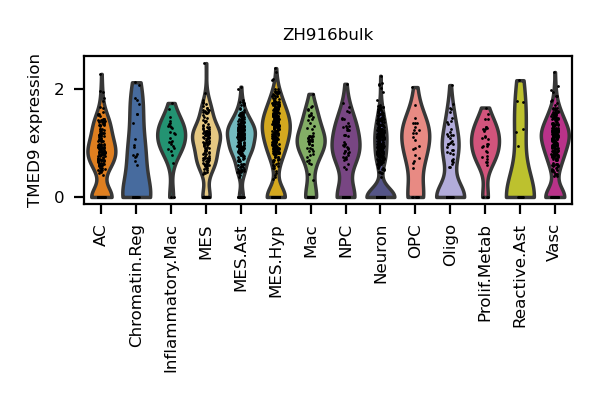 ZH916bulk
TMED9 expression
2
0
AC
Chromatin.Reg
Inflammatory.Mac
MES
MES.Ast
MES.Hyp
Mac
NPC
Neuron
OPC
Oligo
Prolif.Metab
Reactive.Ast
Vasc